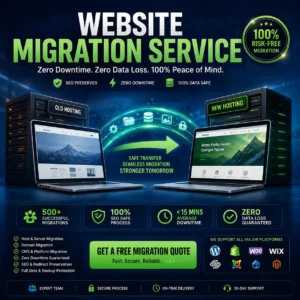 WEBSITE
MIGRATION SERVICE
Zero Downtime. Zero Data Loss. 100% Peace of Mind.
100%
RISK-FREE
MIGRATION
SEO PRESERVED
ZERO DOWNTIME
100% DATA SAFE
OLD HOSTING
NEW HOSTING
SAFE TRANSFER
SEAMLESS MIGRATION
STRONGER TOMORROW
500+
SUCCESSFUL
MIGRATIONS
100%
SEO SAFE
PROCESS
<15 MINS
AVERAGE
DOWNTIME
ZERO
DATA LOSS
GUARANTEED
Host & Server Migration
Domain Migration
CMS & Platform Migration
Zero Downtime Guaranteed
SEO & Redirect Preservation
Full Data & Backup Protection
GET A FREE MIGRATION QUOTE
Fast. Secure. Reliable.
WE SUPPORT ALL MAJOR PLATFORMS
WOO
WiX
EXPERT TEAM
SECURE PROCESS
ON-TIME DELIVERY
30-DAY SUPPORT